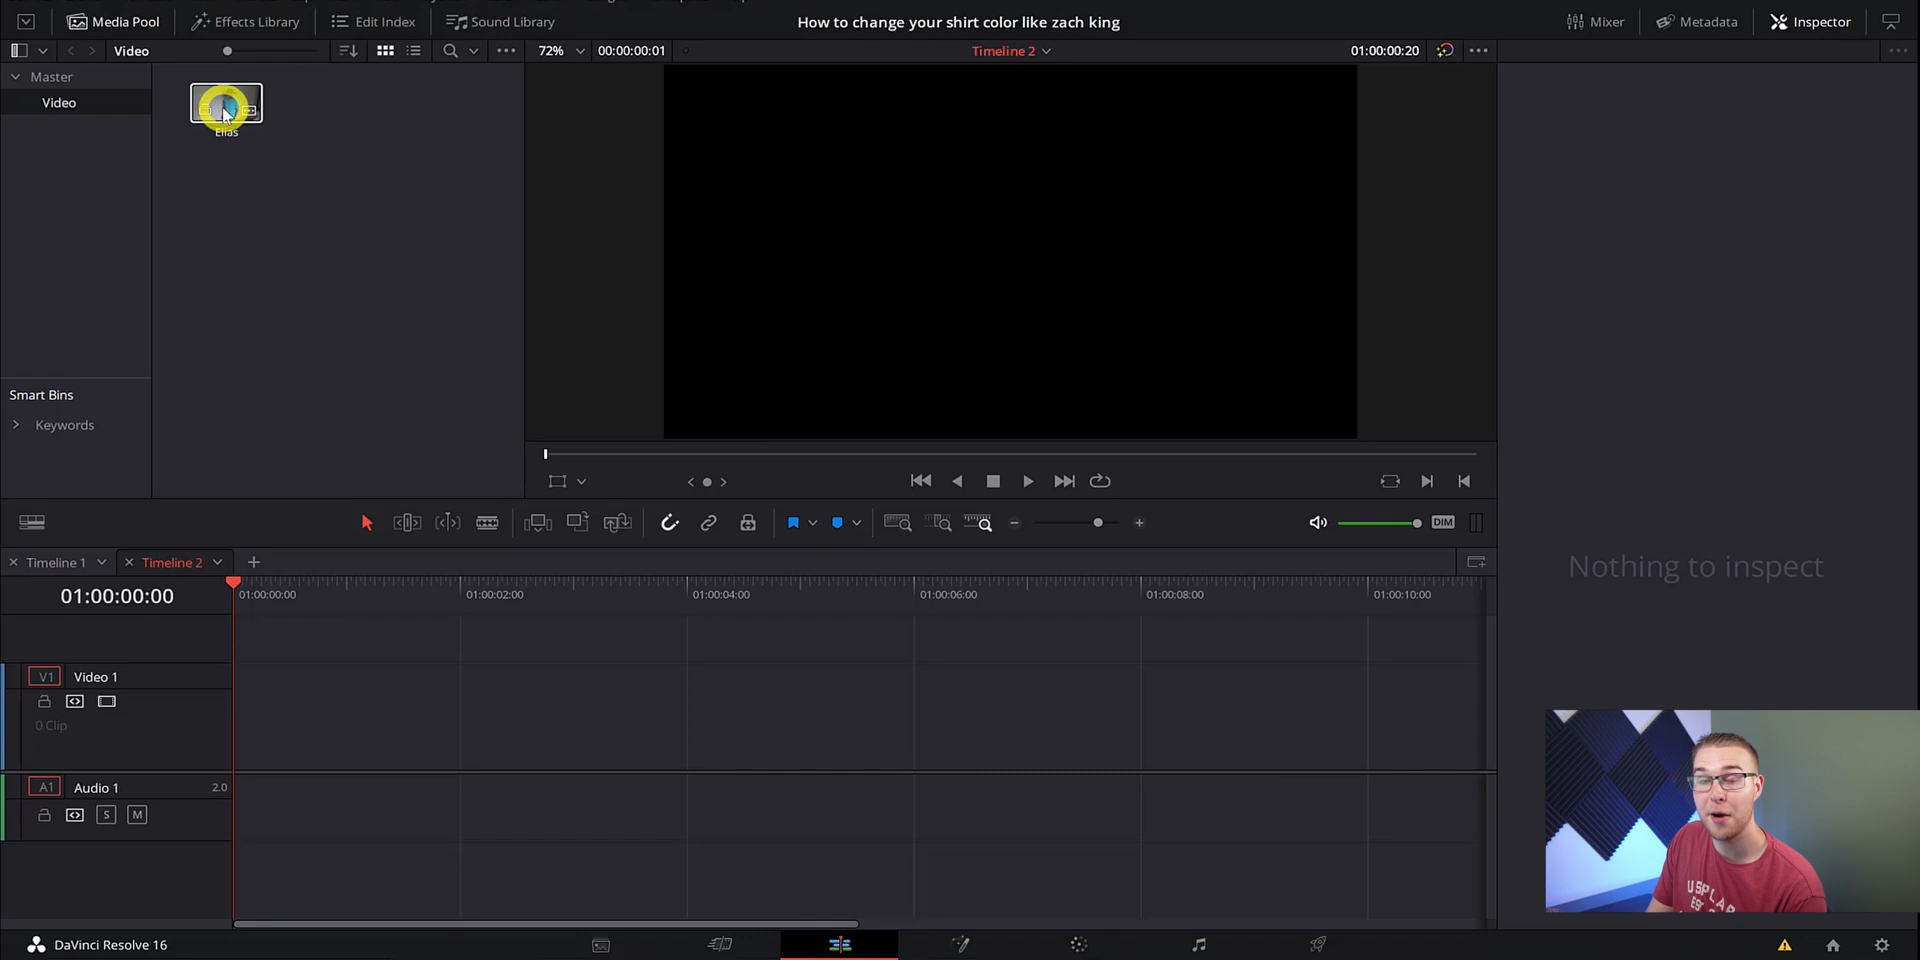 Media Pool
Effects Library
Edit Index
Sound Library
How to change your shirt color like zach king
Mixer
Metadata
Inspector
Video
72%
00:00:00:01
Timeline 2
01:00:00:20
Master
Video
Elias
Smart Bins
Keywords
DIM
Timeline 1
Timeline 2
01:00:00:00
01:00:00:00
01:00:02:00
01:00:04:00
01:00:06:00
01:00:08:00
01:00:10:00
Nothing to inspect
V1
Video 1
0 Clip
A1
Audio 1
2.0
S
M
DaVinci Resolve 16